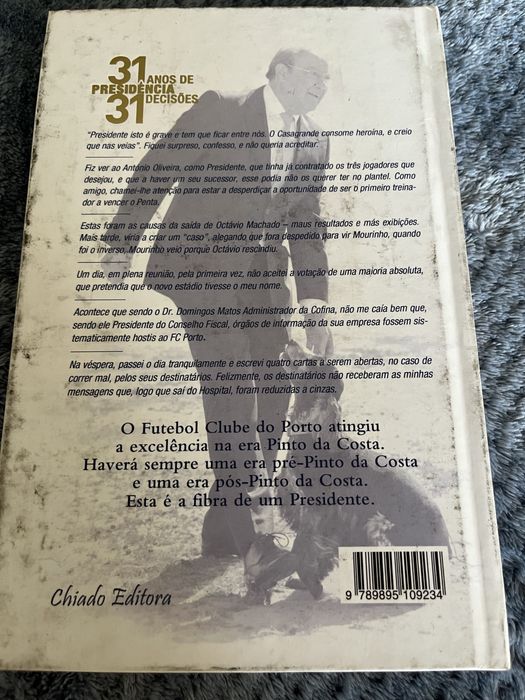 31 ANOS DE
PRESIDÊNCIA
31 DECISÕES
"Presidente isto é grave e tem que ficar entre nós. O Casagrande consome heroína, e creio
que nas veias". Fiquei surpreso, confesso, e não queria acreditar.
Fiz ver ao António Oliveira, como Presidente, que tinha já contratado os três jogadores que
desejou, e que a haver um seu sucessor, esse podia não os querer ter no plantel. Como
amigo, chamei-lhe atenção para estar a desperdiçar a oportunidade de ser o primeiro treina-
dor a vencer o Penta.
Estas foram as causas da saída de Octávio Machado – maus resultados e más exibições.
Mais tarde, viria a criar um "caso", alegando que fora despedido para vir Mourinho, quando
foi o inverso. Mourinho veio porque Octávio rescindiu.
Um dia, em plena reunião, pela primeira vez, não aceitei a votação de uma maioria absoluta,
que pretendia que o novo estádio tivesse o meu nome.
Acontece que sendo o Dr. Domingos Matos Administrador da Cofina, não me caía bem que,
sendo ele Presidente do Conselho Fiscal, órgãos de informação da sua empresa fossem sis-
tematicamente hostis ao FC Porto.
Na véspera, passei o dia tranquilamente e escrevi quatro cartas a serem abertas, no caso de
correr mal, pelos seus destinatários. Felizmente, os destinatários não receberam as minhas
mensagens que, logo que saí do Hospital, foram reduzidas a cinzas.
O Futebol Clube do Porto atingiu
a excelência na era Pinto da Costa.
Haverá sempre uma era pré-Pinto da Costa
e uma era pós-Pinto da Costa.
Esta é a fibra de um Presidente.
Chiado Editora
9 789895 109234